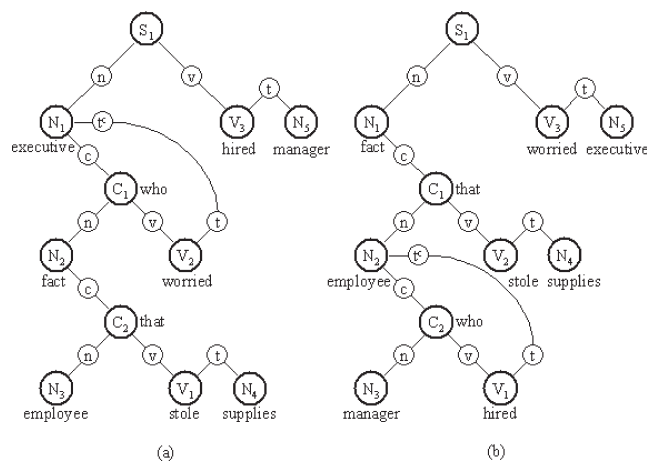 S1 S1
n v t n v t
N1 tᶜ V3 N5 N1 V3 N5
executive hired manager fact worried executive
c c
C1 who C1 that
n v t n v t
N2 V2 N2 tᶜ V2 N4
fact worried employee stole supplies
c c
C2 that C2 who
n v t n v t
N3 V1 N4 N3 V1
employee stole supplies manager hired
(a) (b)